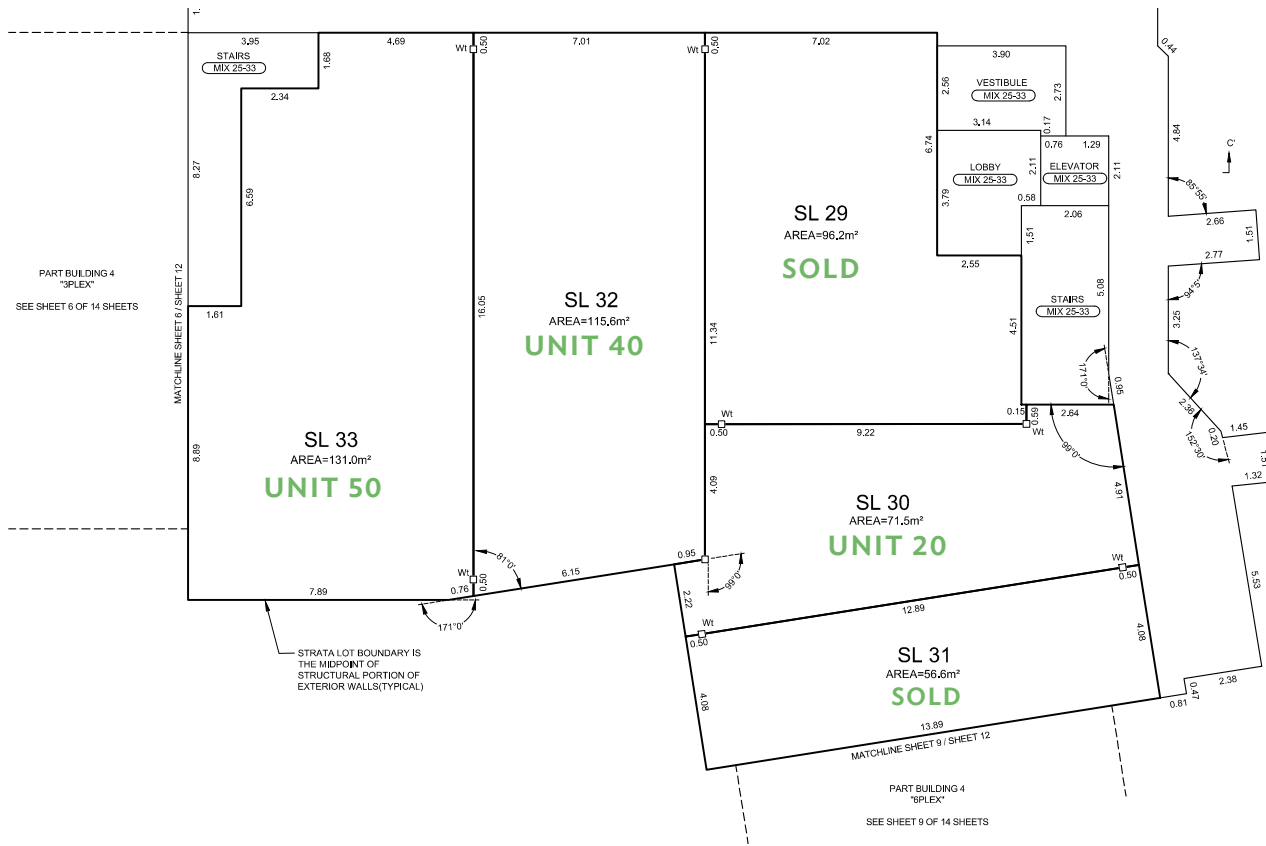 1.
3.95
4.69
7.01
7.02
Wt
0.50
Wt
0.50
0.44
STAIRS
MIX 25-33
1.68
2.34
3.90
2.56
VESTIBULE
MIX 25-33
2.73
3.14
0.17
0.76
1.29
4.84
C'
8.27
6.59
6.74
LOBBY
MIX 25-33
2.11
ELEVATOR
MIX 25-33
2.11
3.79
0.58
2.06
85°55'
2.66
1.51
SL 29
AREA=96.2m²
SOLD
1.51
2.55
2.77
94°5'
PART BUILDING 4
"3PLEX"
SEE SHEET 6 OF 14 SHEETS
MATCHLINE SHEET 6 / SHEET 12
1.61
16.05
SL 32
AREA=115.6m²
UNIT 40
11.34
4.51
STAIRS
MIX 25-33
5.08
3.25
137°34'
171°0'
0.95
2.36
0.20
152°30'
1.45
1.51
1.32
Wt
0.50
9.22
0.15
0.59
Wt
2.64
99°0'
8.89
SL 33
AREA=131.0m²
UNIT 50
4.09
SL 30
AREA=71.5m²
UNIT 20
4.91
Wt
0.50
81°0'
6.15
0.95
99°0'
Wt
0.50
0.76
7.89
171°0'
2.22
12.89
5.53
Wt
0.50
4.08
STRATA LOT BOUNDARY IS
THE MIDPOINT OF
STRUCTURAL PORTION OF
EXTERIOR WALLS(TYPICAL)
SL 31
AREA=56.6m²
SOLD
4.08
13.89
MATCHLINE SHEET 9 / SHEET 12
0.81
0.47
2.38
PART BUILDING 4
"6PLEX"
SEE SHEET 9 OF 14 SHEETS